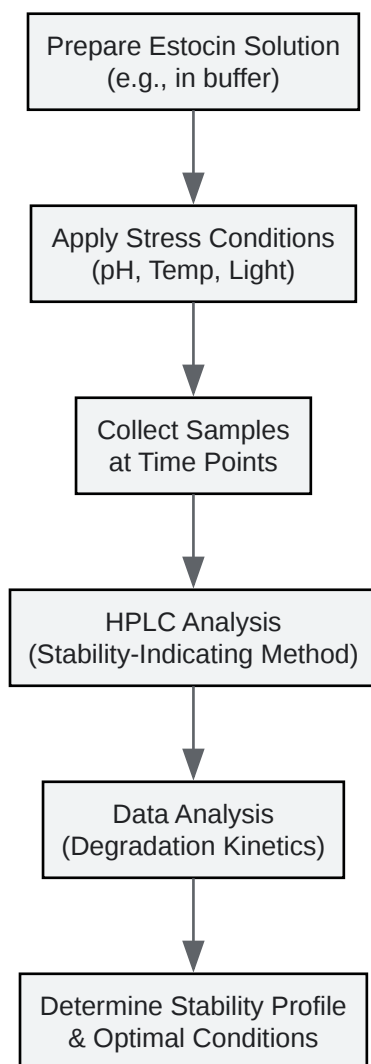 Prepare Estocin Solution
(e.g., in buffer)
Apply Stress Conditions
(pH, Temp, Light)
Collect Samples
at Time Points
HPLC Analysis
(Stability-Indicating Method)
Data Analysis
(Degradation Kinetics)
Determine Stability Profile
& Optimal Conditions